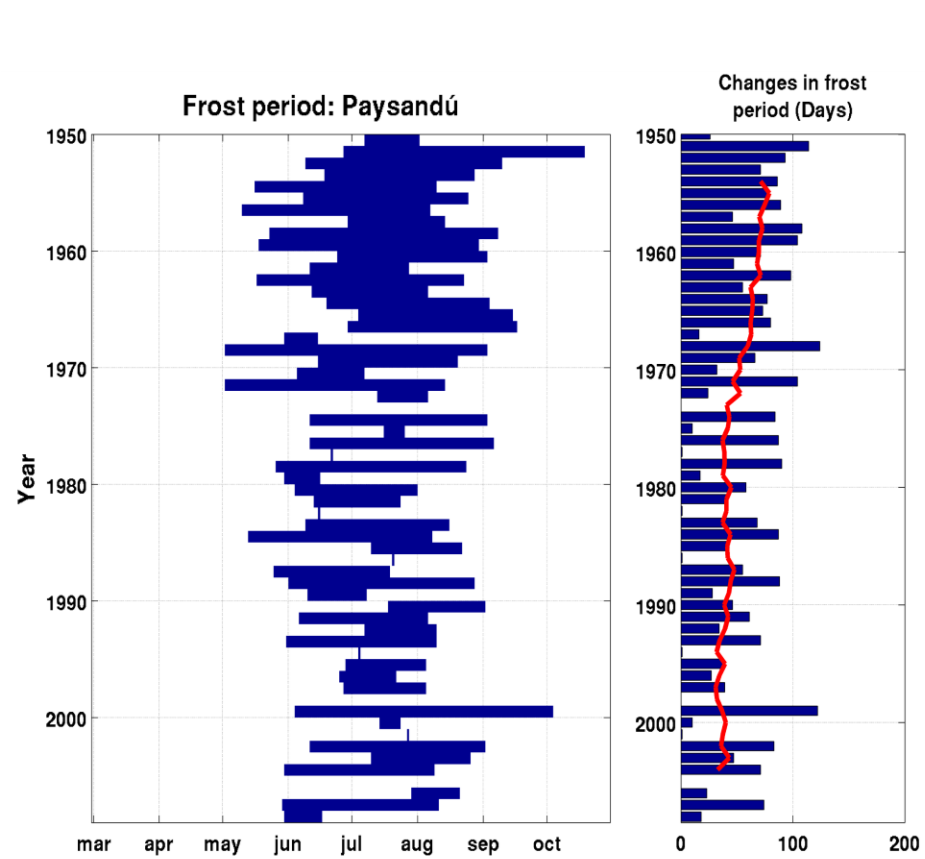 Frost period: Paysandú
Year
1950
1960
1970
1980
1990
2000
mar apr may jun jul aug sep oct
Changes in frost
period (Days)
1950
1960
1970
1980
1990
2000
0 100 200